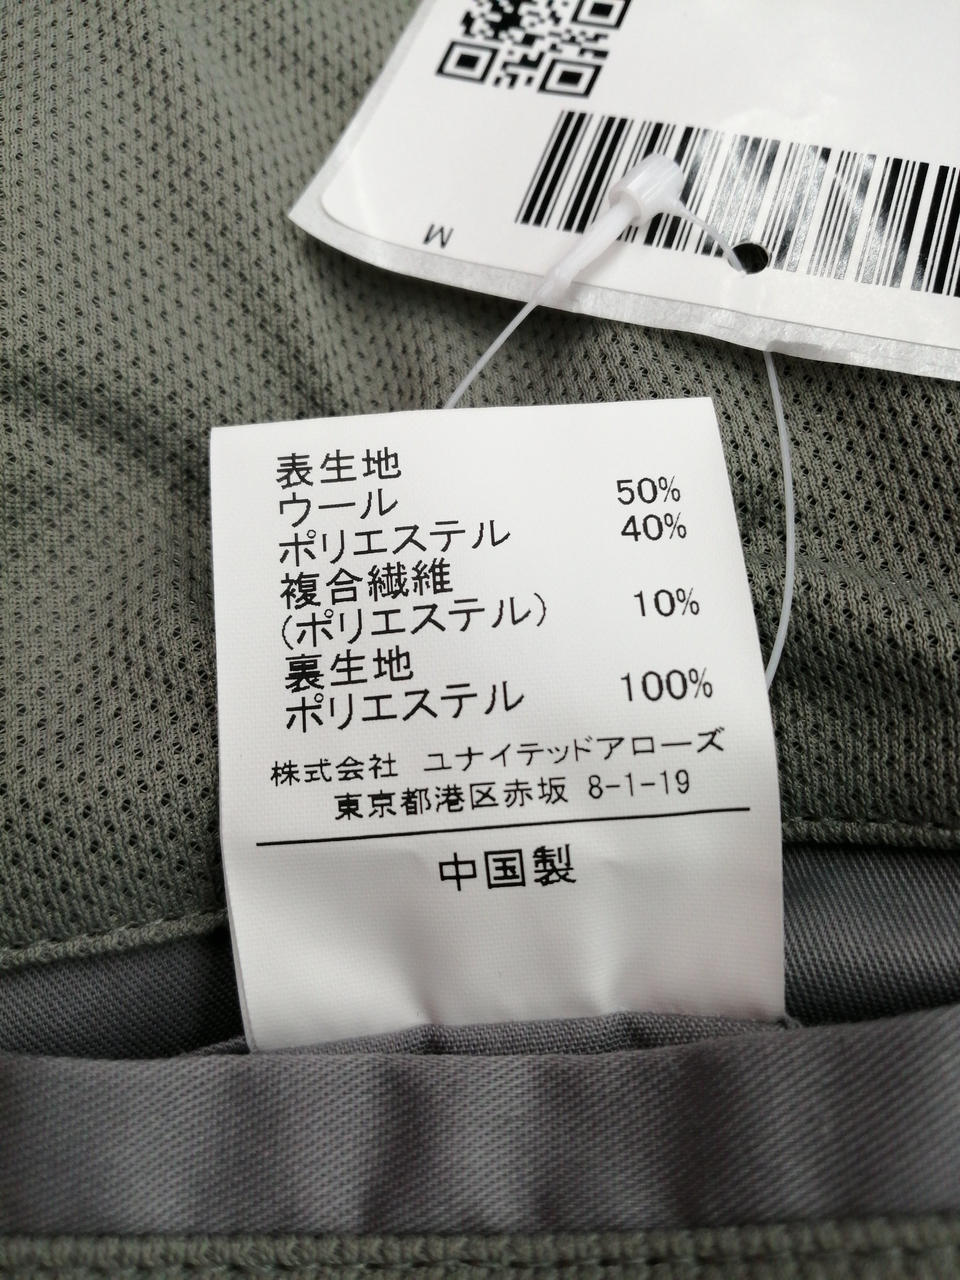 M
表生地
ウール 50%
ポリエステル 40%
複合繊維
(ポリエステル) 10%
裏生地
ポリエステル 100%
株式会社 ユナイテッドアローズ
東京都港区赤坂 8-1-19
中国製